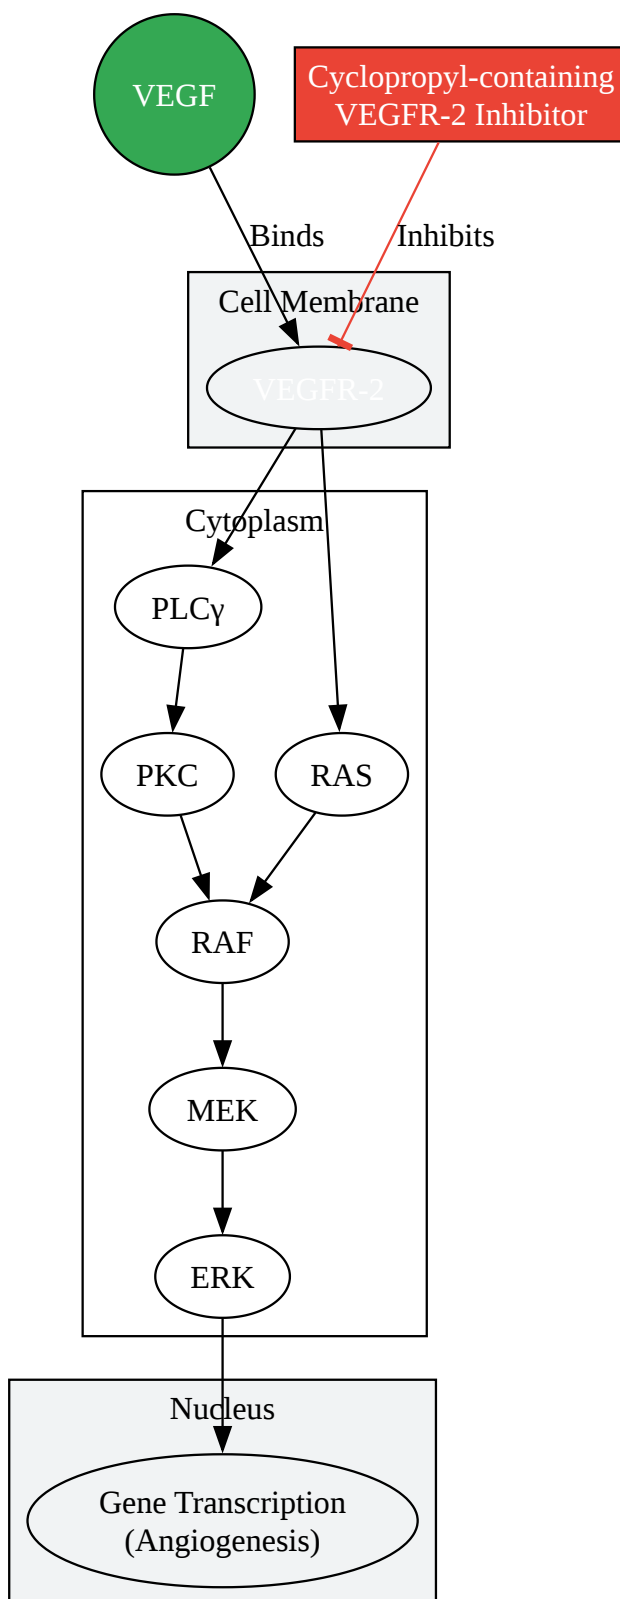 VEGF
Cyclopropyl-containing
VEGFR-2 Inhibitor
Binds
Inhibits
Cell Membrane
VEGFR-2
Cytoplasm
PLCγ
PKC
RAS
RAF
MEK
ERK
Nucleus
Gene Transcription
(Angiogenesis)